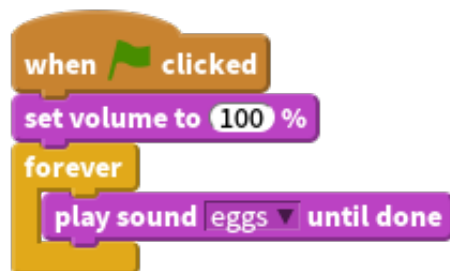 when clicked
set volume to 100 %
forever
play sound eggs until done